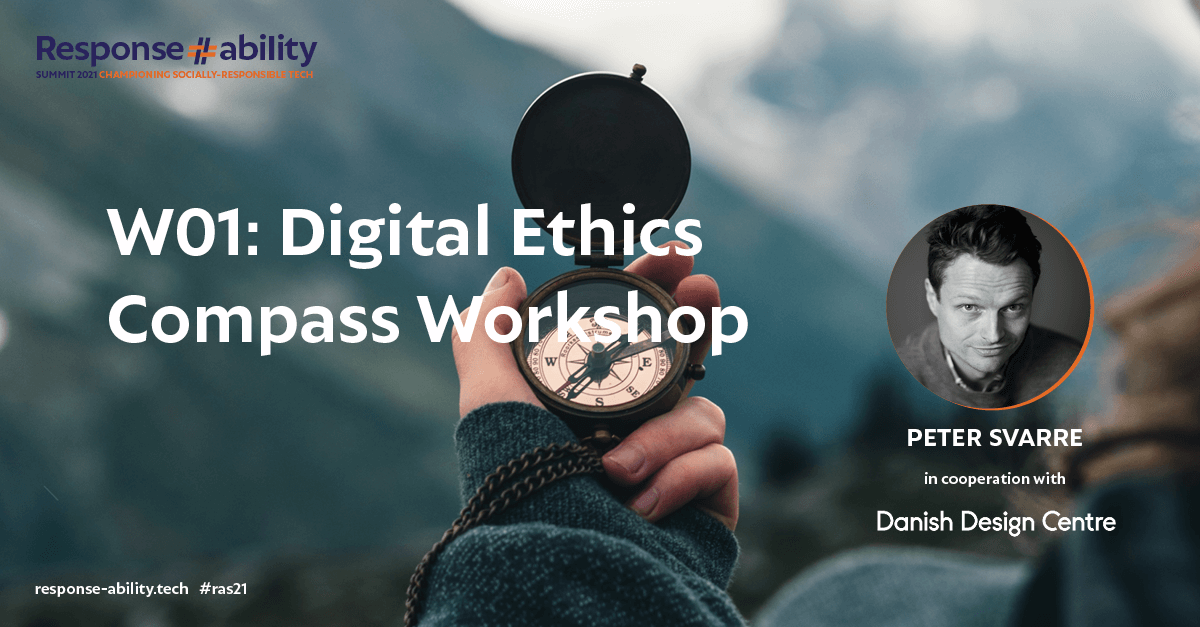 Response#ability
SUMMIT 2021 CHAMPIONING SOCIALLY-RESPONSIBLE TECH
W01: Digital Ethics
Compass Workshop
W
E
SE
S
PETER SVARRE
in cooperation with
Danish Design Centre
response-ability.tech #ras21